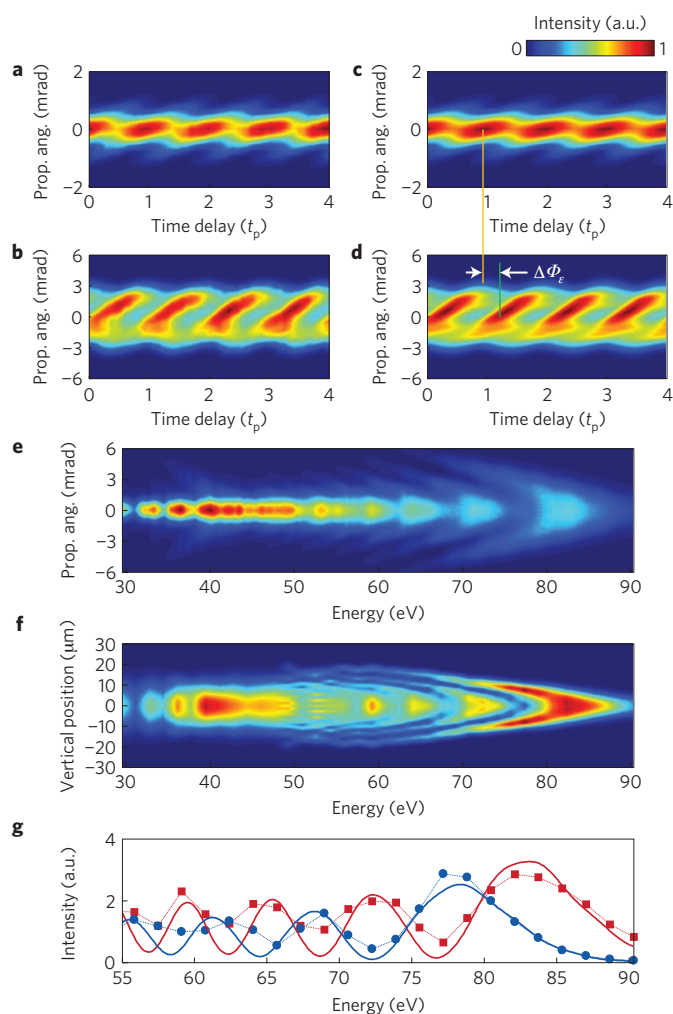 Intensity (a.u.)
0 1
a
c
2
0
−2
Prop. ang. (mrad)
0 1 2 3 4
Time delay (tp)
2
0
−2
Prop. ang. (mrad)
0 1 2 3 4
Time delay (tp)
b
d
6
3
0
−3
−6
Prop. ang. (mrad)
0 1 2 3 4
Time delay (tp)
6
3
0
−3
−6
Prop. ang. (mrad)
ΔΦε
0 1 2 3 4
Time delay (tp)
e
6
3
0
−3
−6
Prop. ang. (mrad)
30 40 50 60 70 80 90
Energy (eV)
f
30
20
10
0
−10
−20
−30
Vertical position (μm)
30 40 50 60 70 80 90
Energy (eV)
g
4
2
0
Intensity (a.u.)
55 60 65 70 75 80 85 90
Energy (eV)